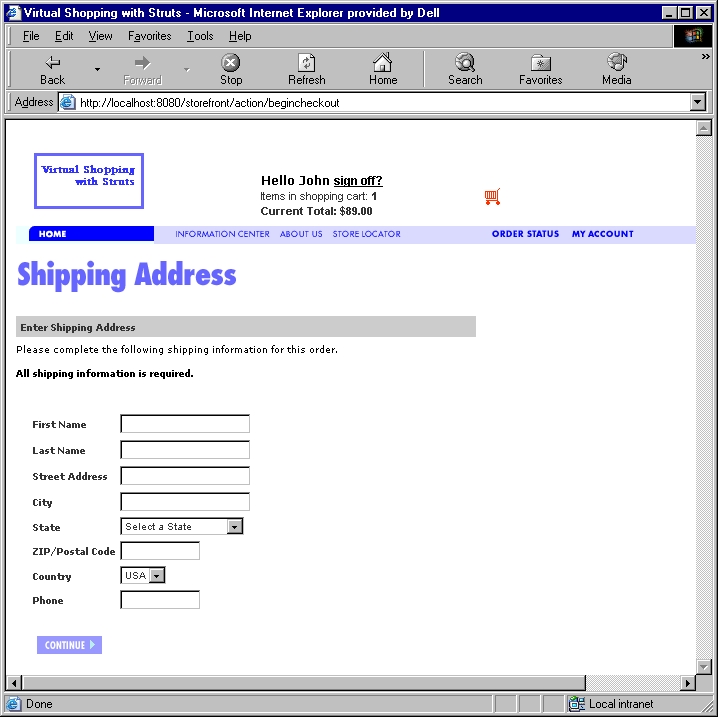 Virtual Shopping with Struts - Microsoft Internet Explorer provided by Dell
File Edit View Favorites Tools Help
Back Forward Stop Refresh Home Search Favorites Media »
Address http://localhost:8080/storefront/action/begincheckout
Virtual Shopping
with Struts
Hello John sign off?
Items in shopping cart: 1
Current Total: $89.00
HOME INFORMATION CENTER ABOUT US STORE LOCATOR ORDER STATUS MY ACCOUNT
Shipping Address
Enter Shipping Address
Please complete the following shipping information for this order.
All shipping information is required.
First Name
Last Name
Street Address
City
State Select a State
ZIP/Postal Code
Country USA
Phone
CONTINUE
Done Local intranet